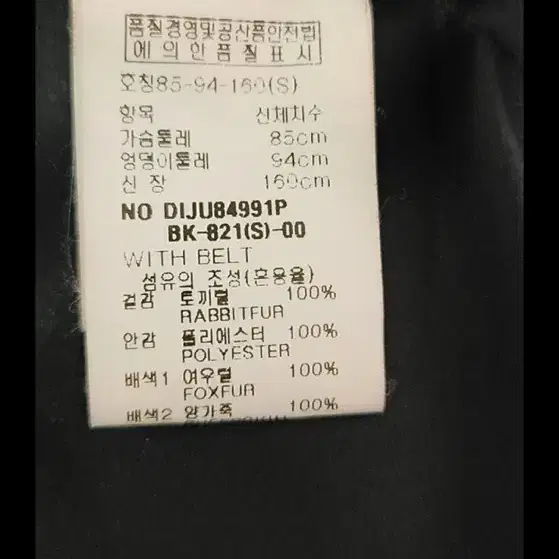 품질경영및공산품안전법
에 의 한 품 질 표 시
호칭85-94-160(S)
항목 신체치수
가슴둘레 85cm
엉덩이둘레 94cm
신 장 160cm
NO DIJU84991P
BK-821(S)-00
WITH BELT
섬유의 조성(혼용율)
겉감 토끼털 100%
RABBITFUR
안감 폴리에스터 100%
POLYESTER
배색1 여우털 100%
FOXFUR
배색2 양가죽 100%